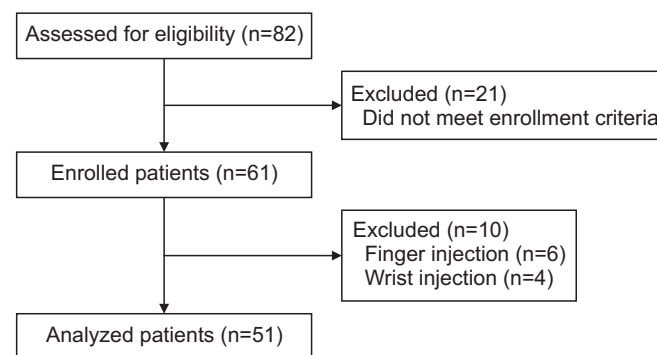 Assessed for eligibility (n=82)
Excluded (n=21)
Did not meet enrollment criteria
Enrolled patients (n=61)
Excluded (n=10)
Finger injection (n=6)
Wrist injection (n=4)
Analyzed patients (n=51)